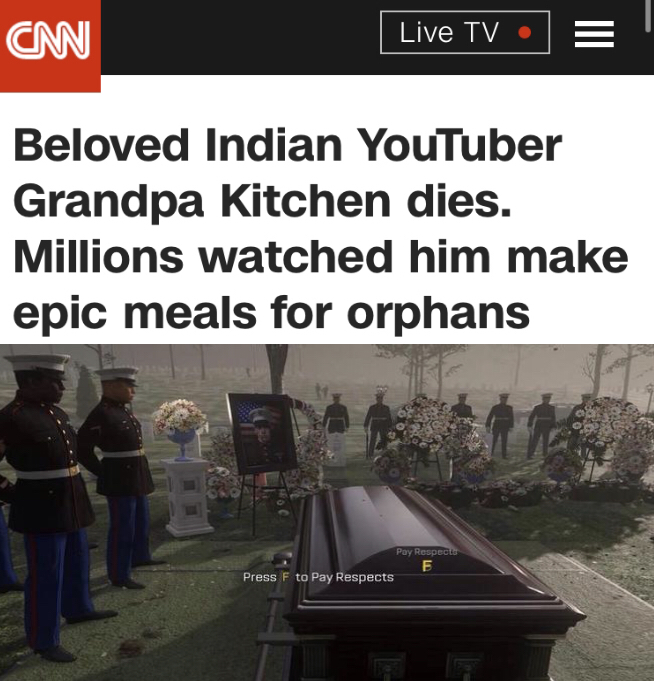 CNN
Live TV
Beloved Indian YouTuber
Grandpa Kitchen dies.
Millions watched him make
epic meals for orphans
Pay Respects
F
Press F to Pay Respects